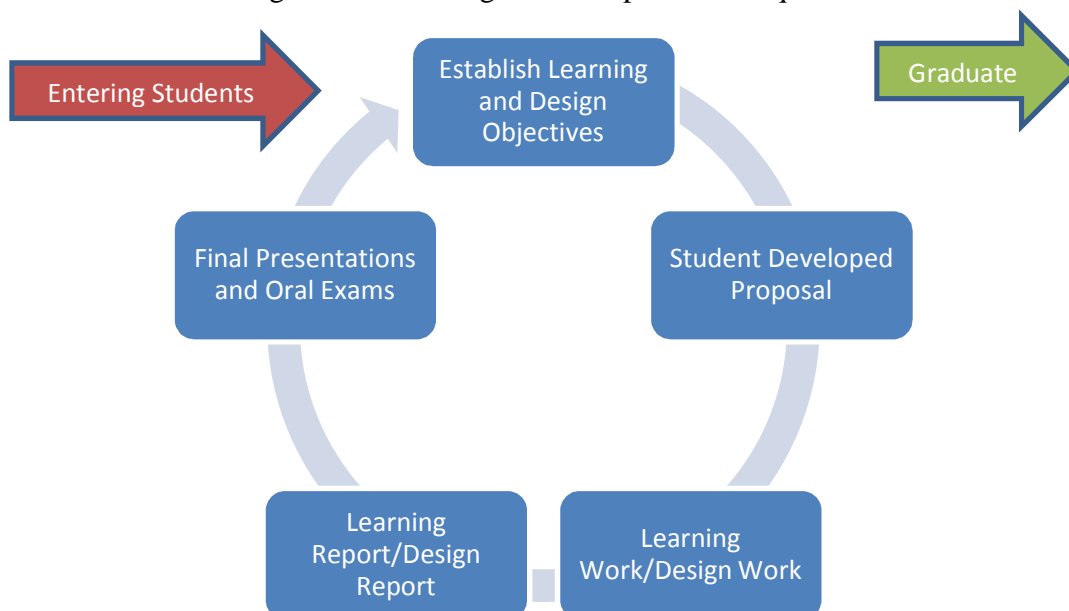 Entering Students
Establish Learning
and Design
Objectives
Graduate
Final Presentations
and Oral Exams
Student Developed
Proposal
Learning
Report/Design
Report
Learning
Work/Design Work